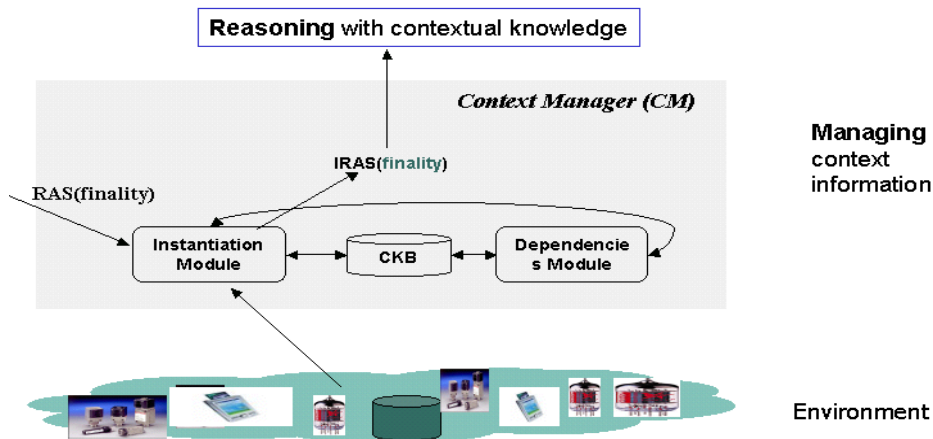 Reasoning with contextual knowledge
Context Manager (CM)
Managing
context
information
IRAS(finality)
RAS(finality)
Instantiation
Module
CKB
Dependencie
s Module
Environment